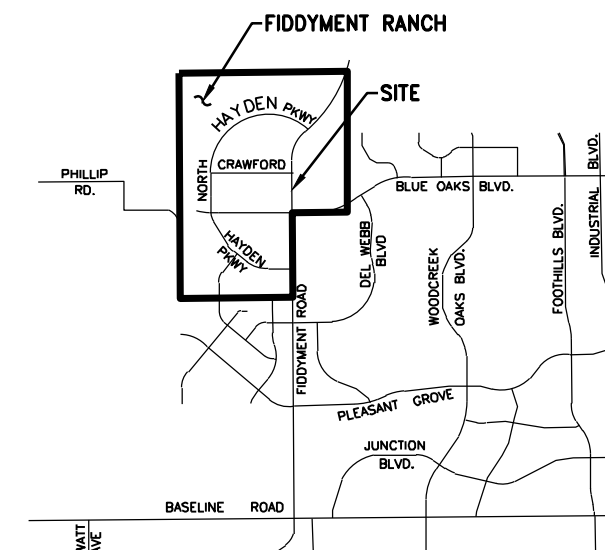 FIDDYMENT RANCH
SITE
HAYDEN PKWY
NORTH
CRAWFORD
PHILLIP
RD.
BLUE OAKS BLVD.
INDUSTRIAL BLVD.
HAYDEN
PKWY
DEL WEBB
BLVD
WOODCREEK
OAKS BLVD.
FOOTHILLS BLVD.
FIDDYMENT ROAD
PLEASANT GROVE
JUNCTION
BLVD.
BASELINE ROAD
WATT
AVE